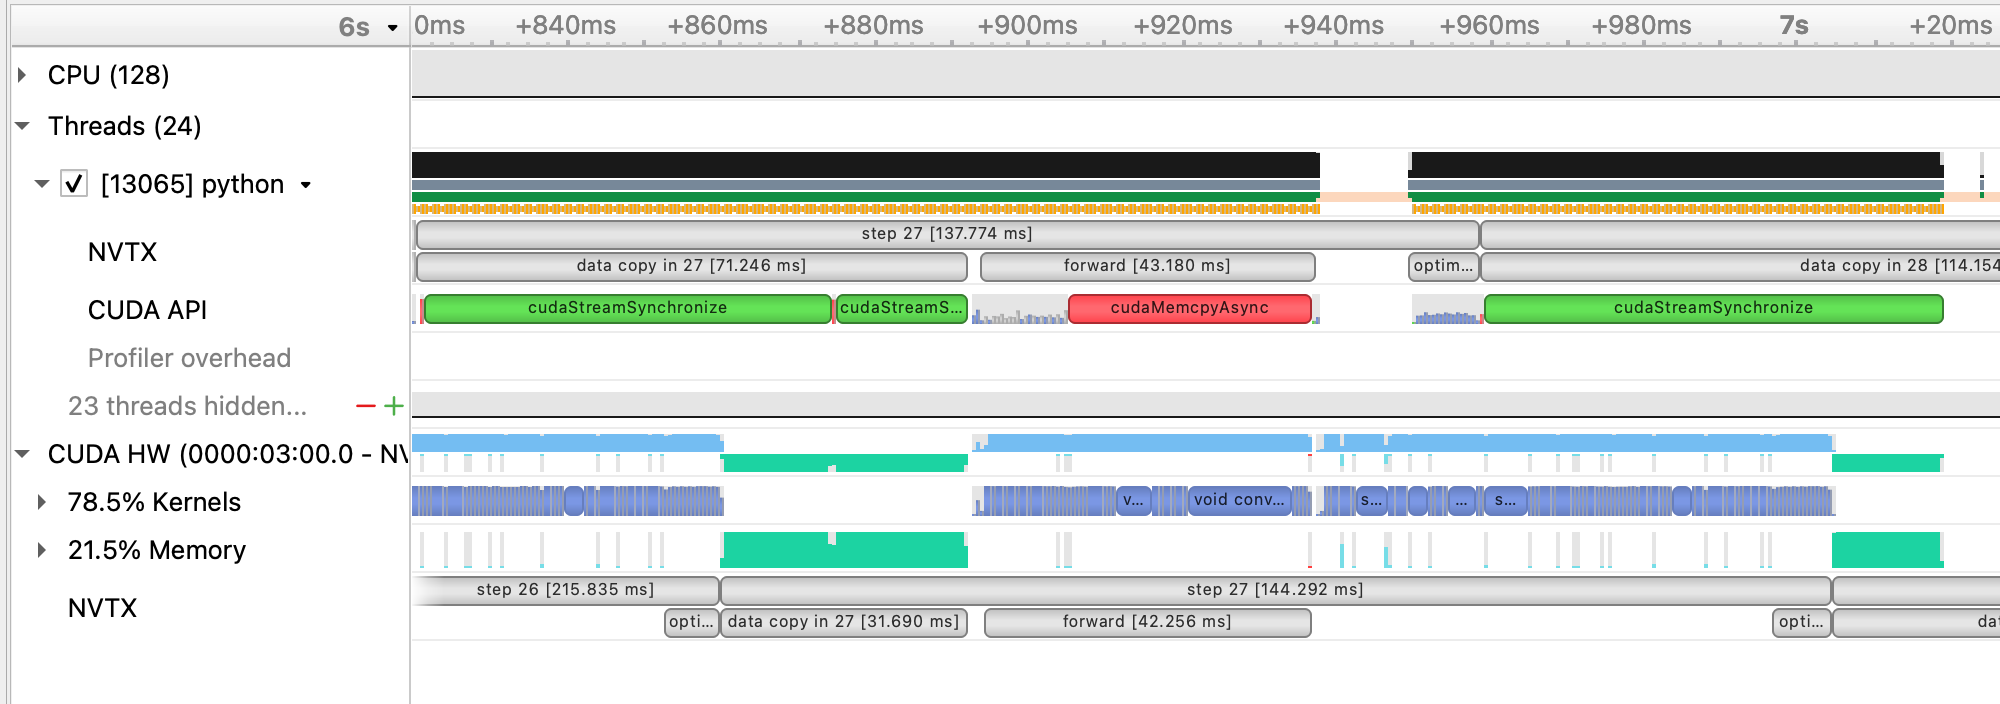 6s 0ms +840ms +860ms +880ms +900ms +920ms +940ms +960ms +980ms 7s +20ms
CPU (128)
Threads (24)
[13065] python
NVTX
step 27 [137.774 ms]
data copy in 27 [71.246 ms] forward [43.180 ms] optim... data copy in 28 [114.154
CUDA API
cudaStreamSynchronize cudaStreamS... cudaMemcpyAsync cudaStreamSynchronize
Profiler overhead
23 threads hidden... − +
CUDA HW (0000:03:00.0 - NV
78.5% Kernels
v... void conv... s... ... s...
21.5% Memory
NVTX
step 26 [215.835 ms] step 27 [144.292 ms]
opti... data copy in 27 [31.690 ms] forward [42.256 ms] opti... dat